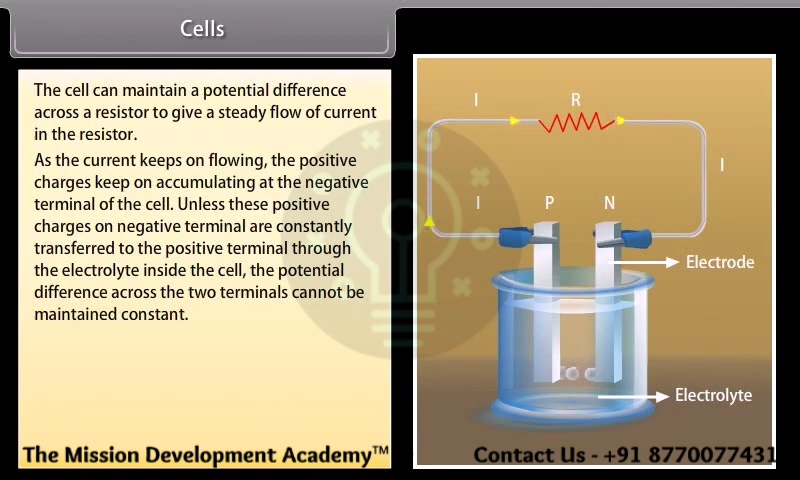 Cells
The cell can maintain a potential difference
across a resistor to give a steady flow of current
in the resistor.
As the current keeps on flowing, the positive
charges keep on accumulating at the negative
terminal of the cell. Unless these positive
charges on negative terminal are constantly
transferred to the positive terminal through
the electrolyte inside the cell, the potential
difference across the two terminals cannot be
maintained constant.
I
R
I
I
P
N
Electrode
Electrolyte
The Mission Development Academy™
Contact Us - +91 8770077431